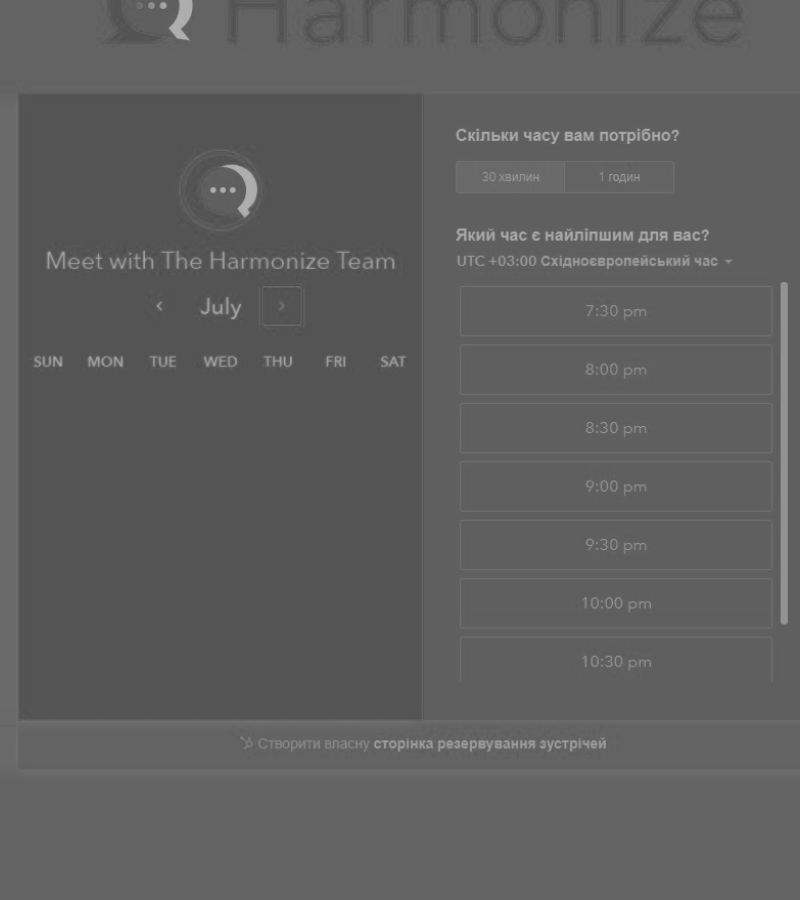 Harmonize
Meet with The Harmonize Team
July
SUN MON TUE WED THU FRI SAT
Скільки часу вам потрібно?
30 хвилин 1 годин
Який час є найліпшим для вас?
UTC +03:00 Східноєвропейський час
7:30 pm
8:00 pm
8:30 pm
9:00 pm
9:30 pm
10:00 pm
10:30 pm
Створити власну сторінка резервування зустрічей